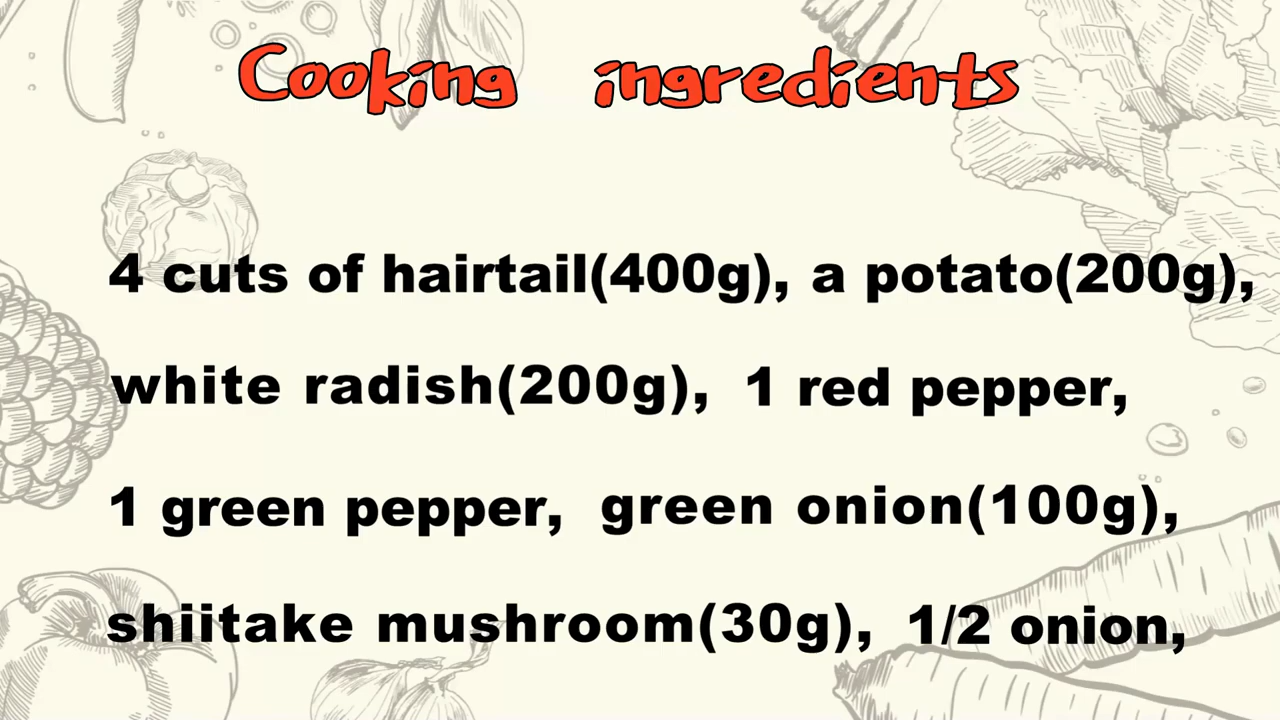 Cooking ingredients
4 cuts of hairtail(400g), a potato(200g),
white radish(200g), 1 red pepper,
1 green pepper, green onion(100g),
shiitake mushroom(30g), 1/2 onion,